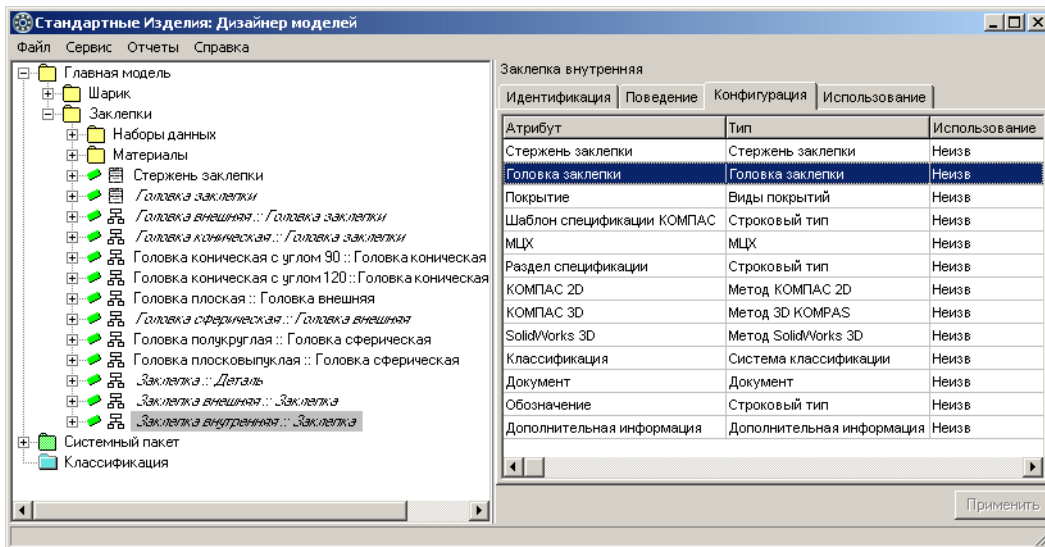 Стандартные Изделия: Дизайнер моделей
Файл Сервис Отчеты Справка
Главная модель
Шарик
Заклепки
Наборы данных
Материалы
Стержень заклепки
Головка заклепки
Головка внешняя :: Головка заклепки
Головка коническая :: Головка заклепки
Головка коническая с углом 90 :: Головка коническая
Головка коническая с углом 120 :: Головка коническая
Головка плоская :: Головка внешняя
Головка сферическая :: Головка внешняя
Головка полукруглая :: Головка сферическая
Головка плосковыпуклая :: Головка сферическая
Заклепка :: Деталь
Заклепка внешняя :: Заклепка
Заклепка внутренняя :: Заклепка
Системный пакет
Классификация
Заклепка внутренняя
Идентификация Поведение Конфигурация Использование
Атрибут Тип Использование
Стержень заклепки Стержень заклепки Неизв
Головка заклепки Головка заклепки Неизв
Покрытие Виды покрытий Неизв
Шаблон спецификации КОМПАС Строковый тип Неизв
МЦХ МЦХ Неизв
Раздел спецификации Строковый тип Неизв
КОМПАС 2D Метод КОМПАС 2D Неизв
КОМПАС 3D Метод 3D KOMPAS Неизв
SolidWorks 3D Метод SolidWorks 3D Неизв
Классификация Система классификации Неизв
Документ Документ Неизв
Обозначение Строковый тип Неизв
Дополнительная информация Дополнительная информация Неизв
Применить